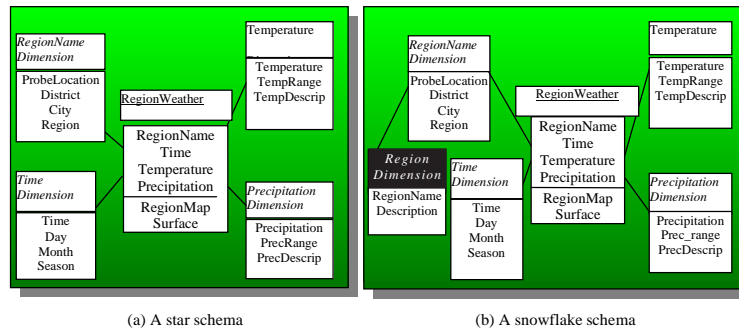 RegionName
Dimension
ProbeLocation
District
City
Region
RegionWeather
RegionName
Time
Temperature
Precipitation
RegionMap
Surface
Temperature
Temperature
TempRange
TempDescrip
Time
Dimension
Time
Day
Month
Season
Precipitation
Dimension
Precipitation
PrecRange
PrecDescrip
(a) A star schema
RegionName
Dimension
ProbeLocation
District
City
Region
Region
Dimension
RegionName
Description
Time
Dimension
Time
Day
Month
Season
RegionWeather
RegionName
Time
Temperature
Precipitation
RegionMap
Surface
Temperature
Temperature
TempRange
TempDescrip
Precipitation
Dimension
Precipitation
Prec_range
PrecDescrip
(b) A snowflake schema